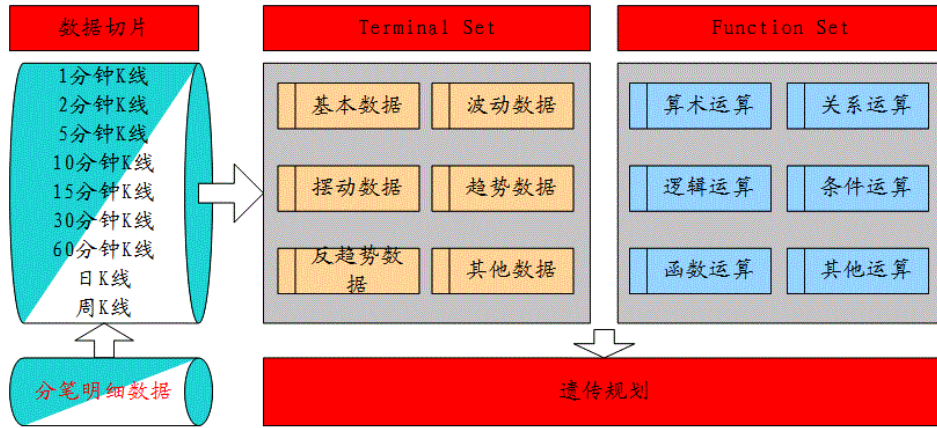 数据切片
1分钟K线
2分钟K线
5分钟K线
10分钟K线
15分钟K线
30分钟K线
60分钟K线
日K线
周K线
分笔明细数据
Terminal Set
基本数据
波动数据
摆动数据
趋势数据
反趋势数
据
其他数据
Function Set
算术运算
关系运算
逻辑运算
条件运算
函数运算
其他运算
遗传规划